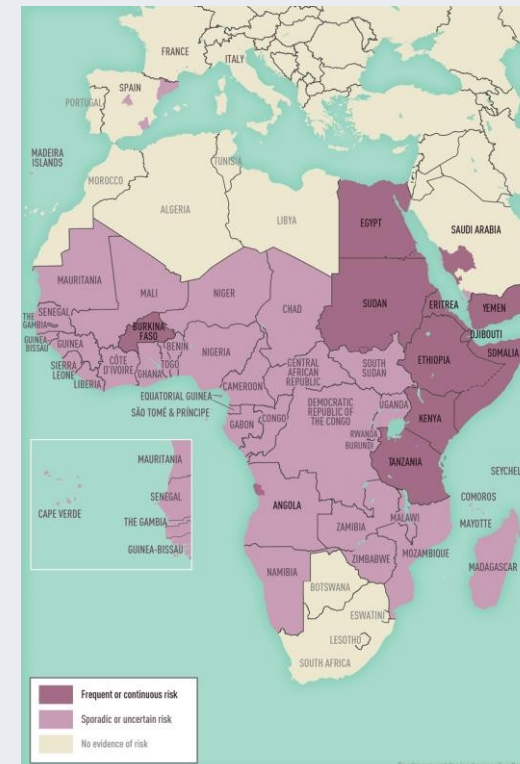 FRANCE
ITALY
SPAIN
PORTUGAL
MADEIRA
ISLANDS
TUNISIA
MOROCCO
ALGERIA
LIBYA
EGYPT
SAUDI ARABIA
MAURITANIA
MALI
NIGER
CHAD
SUDAN
ERITREA
YEMEN
SENEGAL
THE
GAMBIA
GUINEA-
BISSAU
GUINEA
SIERRA
LEONE
LIBERIA
CÔTE
D'IVOIRE
BURKINA
FASO
GHANA
TOGO
BENIN
NIGERIA
DJIBOUTI
SOMALIA
ETHIOPIA
CENTRAL
AFRICAN
REPUBLIC
SOUTH
SUDAN
CAMEROON
EQUATORIAL GUINEA
SÃO TOMÉ & PRÍNCIPE
GABON
CONGO
DEMOCRATIC
REPUBLIC OF
THE CONGO
UGANDA
KENYA
RWANDA
BURUNDI
TANZANIA
MAURITANIA
SENEGAL
CAPE VERDE
THE GAMBIA
GUINEA-BISSAU
SEYCHEL
COMOROS
MAYOTTE
ANGOLA
ZAMBIA
MALAWI
MOZAMBIQUE
ZIMBABWE
MADAGASCAR
NAMIBIA
BOTSWANA
ESWATINI
LESOTHO
SOUTH AFRICA
Frequent or continuous risk
Sporadic or uncertain risk
No evidence of risk